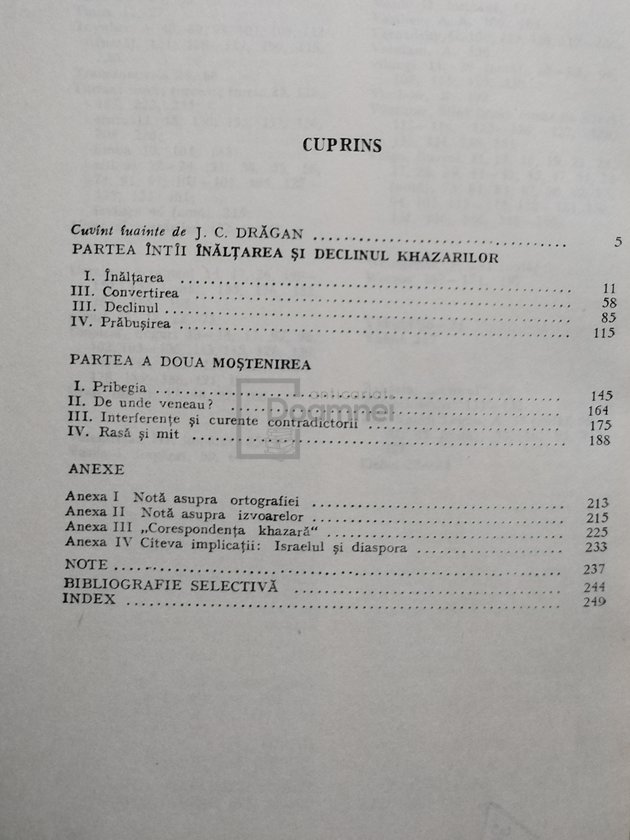 CUPRINS
Cuvînt îuainte de J. C. DRĂGAN 5
PARTEA ÎNTÎI ÎNĂLȚAREA ȘI DECLINUL KHAZARILOR
I. Înălțarea 11
III. Convertirea 58
III. Declinul 85
IV. Prăbușirea 115
PARTEA A DOUA MOȘTENIREA
I. Pribegia 145
II. De unde veneau? 164
III. Interferențe și curente contradictorii 175
IV. Rasă și mit 188
anticariat
Doamnei
ANEXE
Anexa I Notă asupra ortografiei 213
Anexa II Notă asupra izvoarelor 215
Anexa III „Corespondența khazară“ 225
Anexa IV Cîteva implicații: Israelul și diaspora 233
NOTE 237
BIBLIOGRAFIE SELECTIVĂ 244
INDEX 249